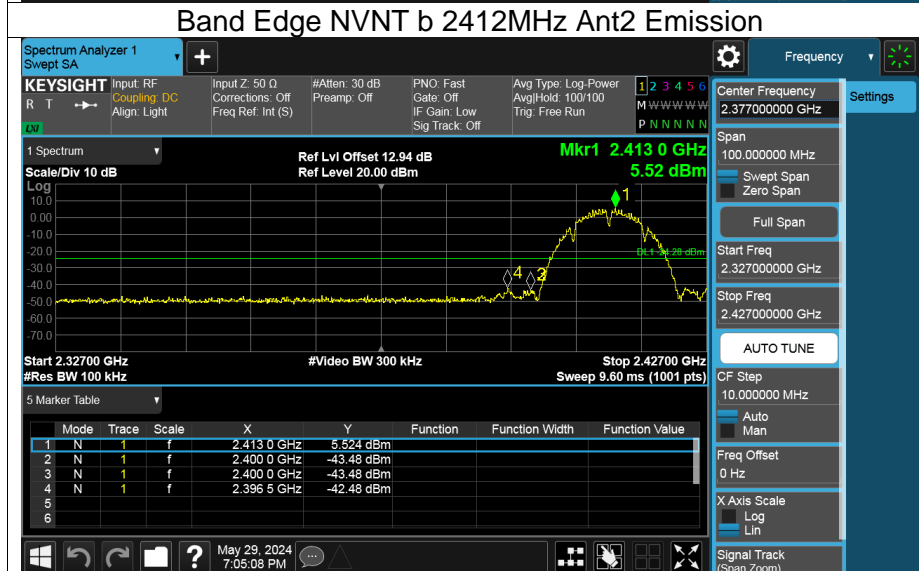 Band Edge NVNT b 2412MHz Ant2 Emission
Spectrum Analyzer 1
Swept SA
Frequency
KEYSIGHT Input: RF Input Z: 50 Ω #Atten: 30 dB PNO: Fast Avg Type: Log-Power 1 2 3 4 5 6
R T Coupling: DC Corrections: Off Preamp: Off Gate: Off Avg|Hold: 100/100 M W W W W W
Align: Light Freq Ref: Int (S) IF Gain: Low Trig: Free Run
LXI Sig Track: Off P N N N N N
1 Spectrum
Ref Lvl Offset 12.94 dB Mkr1 2.413 0 GHz
Scale/Div 10 dB Ref Level 20.00 dBm 5.52 dBm
Log
10.0
0.00
-10.0
-20.0
-30.0
-40.0
-50.0
-60.0
-70.0
1
DL1 -24.28 dBm
4
Start 2.32700 GHz #Video BW 300 kHz Stop 2.42700 GHz
#Res BW 100 kHz Sweep 9.60 ms (1001 pts)
5 Marker Table
Mode Trace Scale X Y Function Function Width Function Value
1 N 1 f 2.413 0 GHz 5.524 dBm
2 N 1 f 2.400 0 GHz -43.48 dBm
3 N 1 f 2.400 0 GHz -43.48 dBm
4 N 1 f 2.396 5 GHz -42.48 dBm
5
6
May 29, 2024
7:05:08 PM
Center Frequency
2.377000000 GHz
Settings
Span
100.000000 MHz
Swept Span
Zero Span
Full Span
Start Freq
2.327000000 GHz
Stop Freq
2.427000000 GHz
AUTO TUNE
CF Step
10.000000 MHz
Auto
Man
Freq Offset
0 Hz
X Axis Scale
Log
Lin
Signal Track
(Span Zoom)